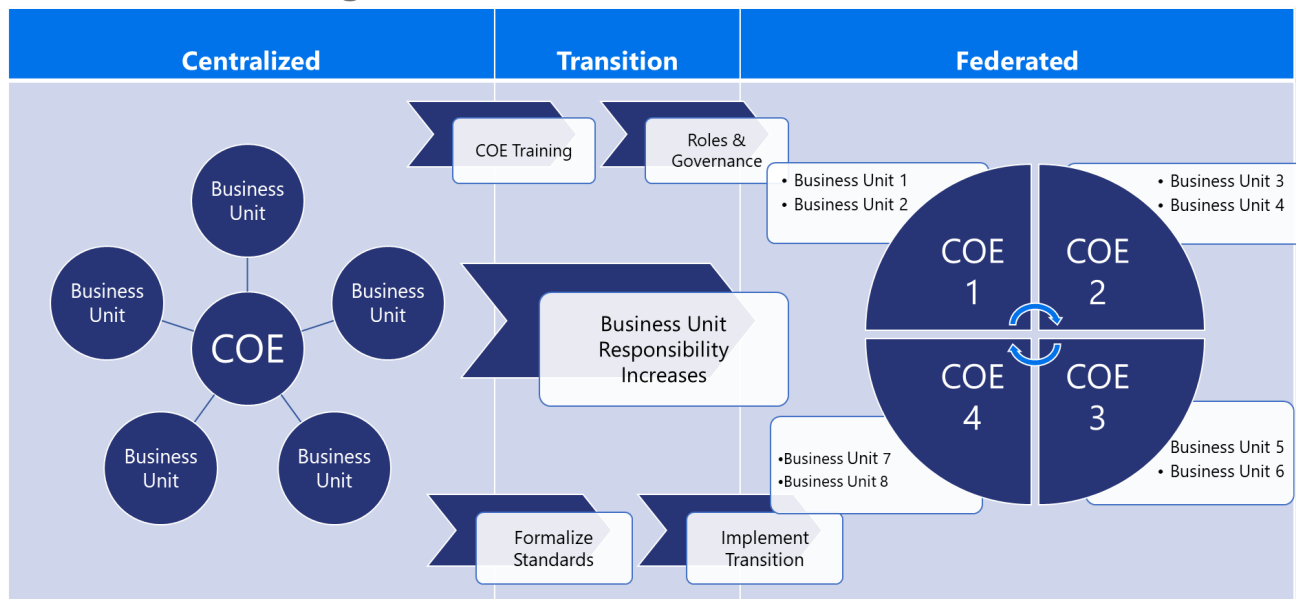 Centralized
Transition
Federated
Business
Unit
Business
Unit
Business
Unit
COE
Business
Unit
Business
Unit
COE Training
Roles &
Governance
Business Unit
Responsibility
Increases
Formalize
Standards
Implement
Transition
• Business Unit 1
• Business Unit 2
• Business Unit 3
• Business Unit 4
COE
1
COE
2
COE
4
COE
3
•Business Unit 7
•Business Unit 8
Business Unit 5
• Business Unit 6